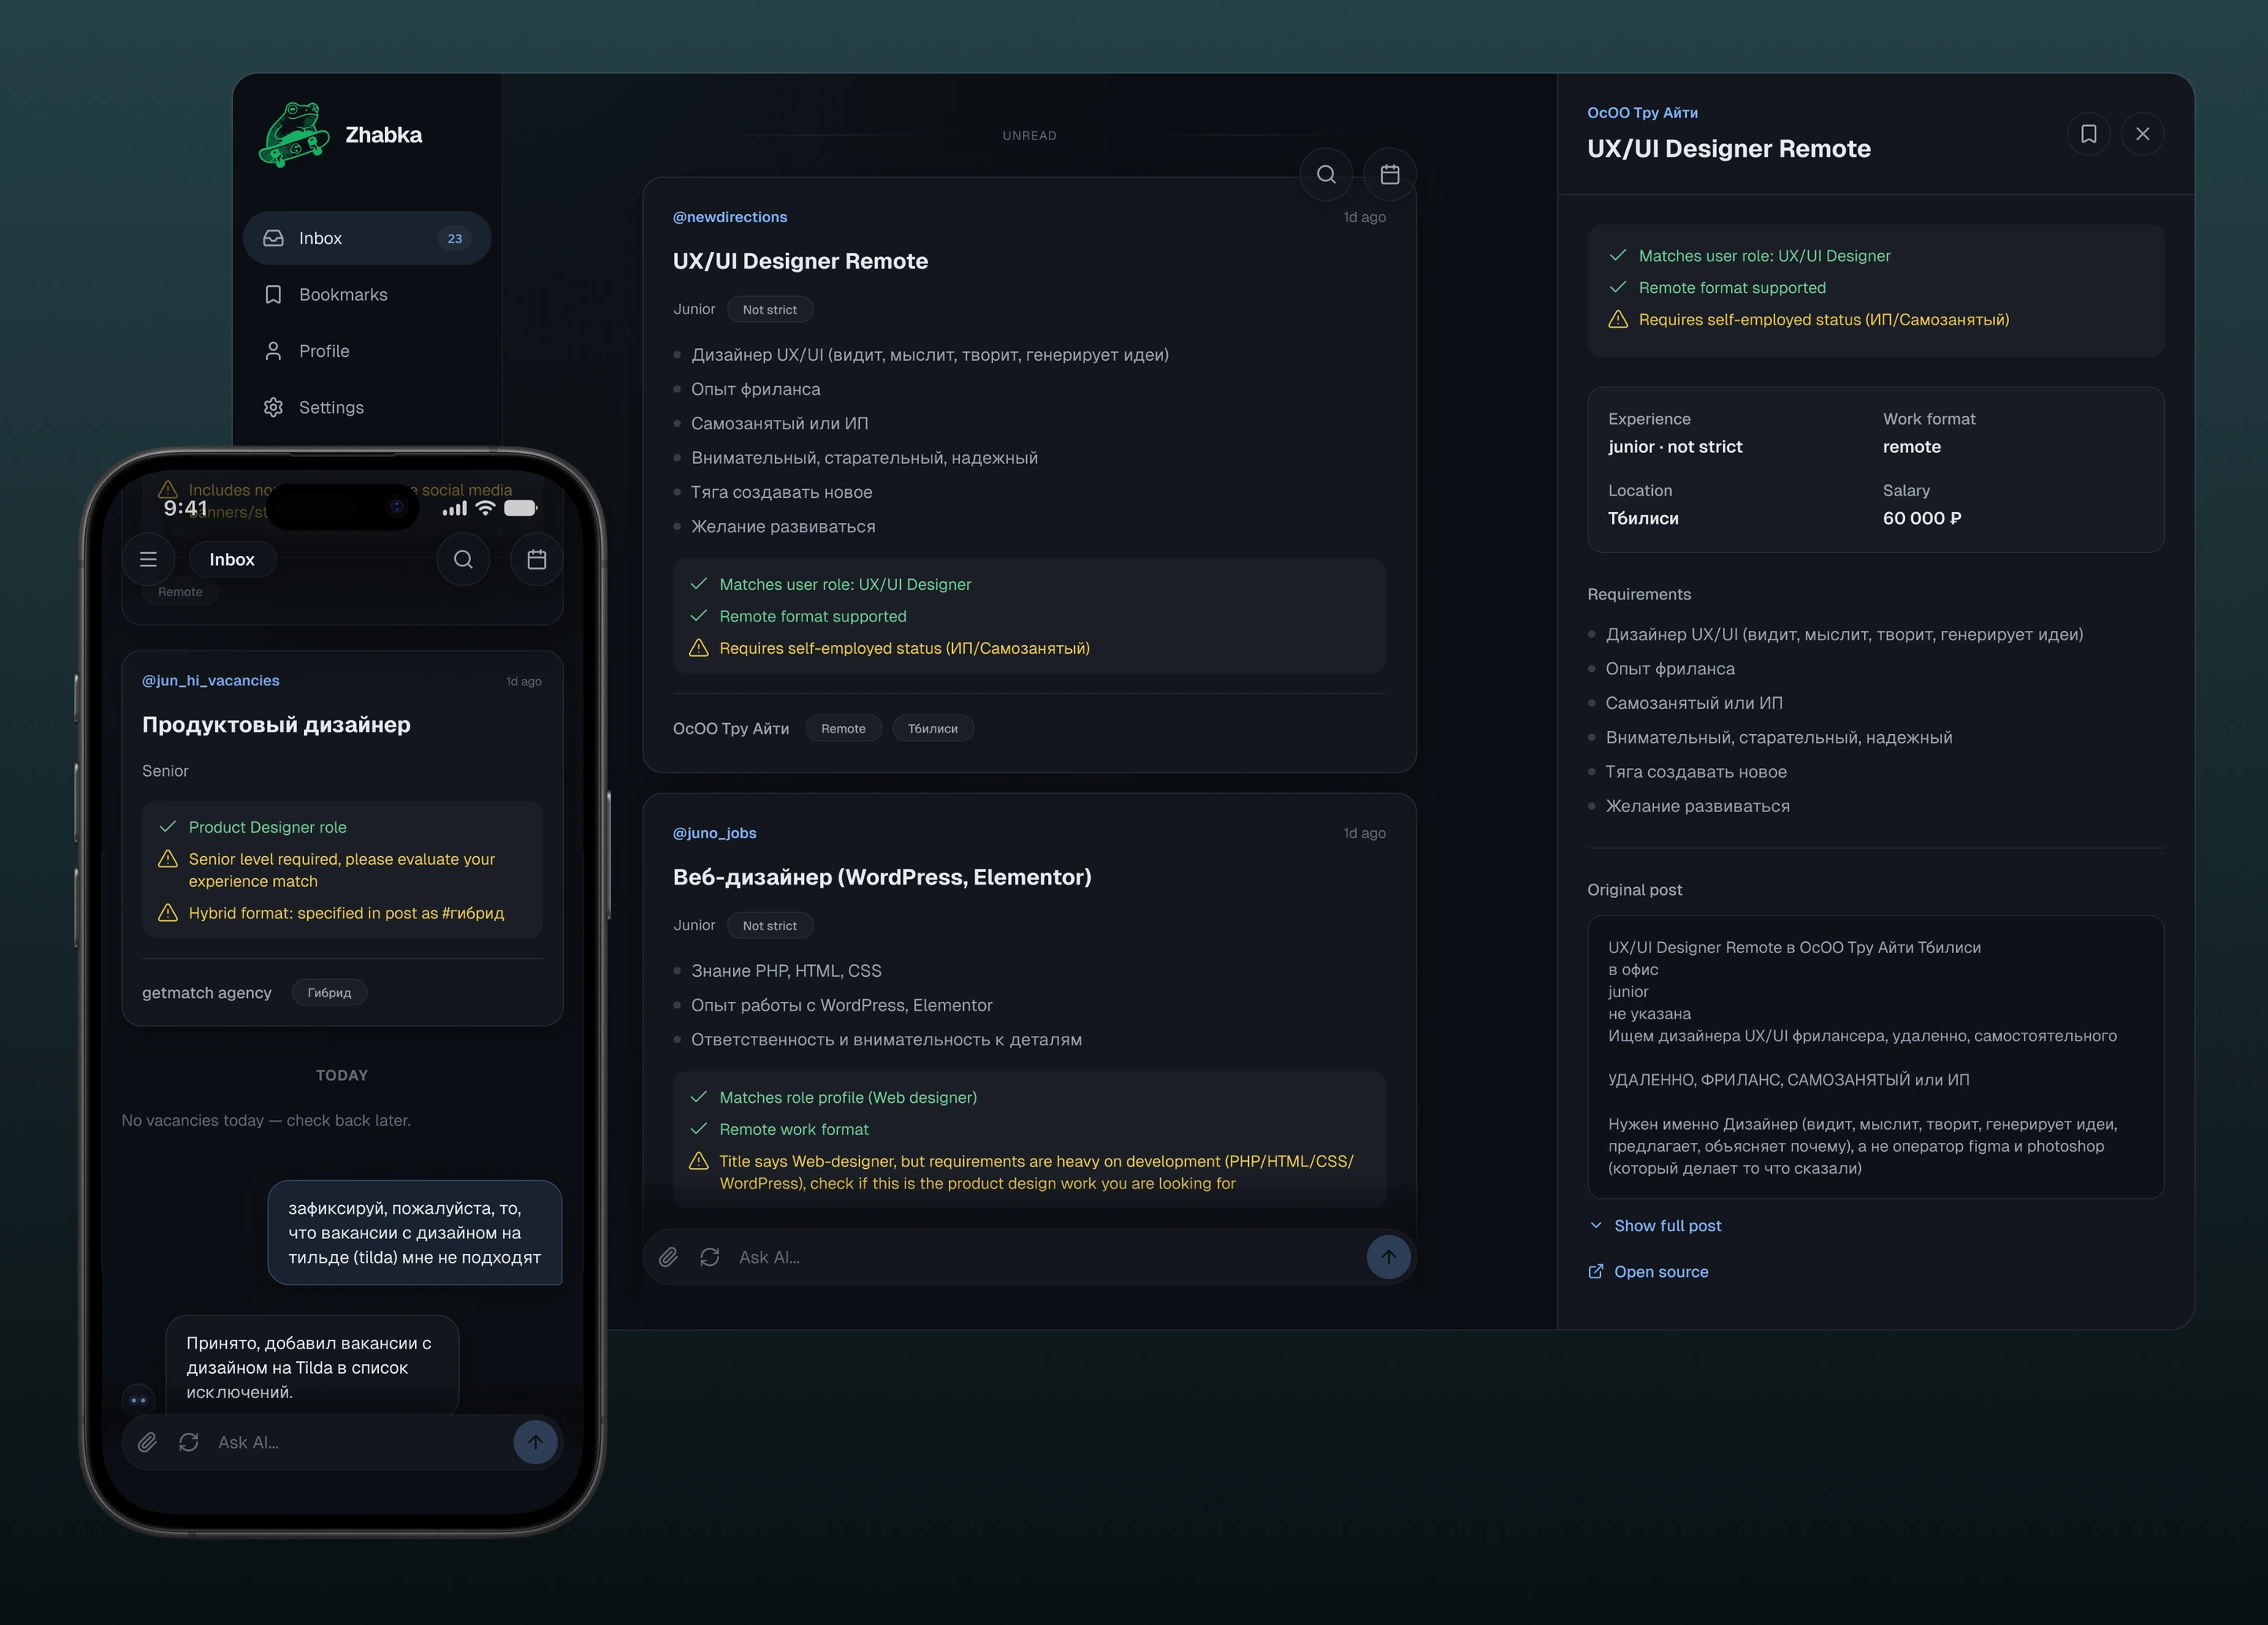 Zhabka
Inbox
23
Bookmarks
Profile
Settings
UNREAD
@newdirections
1d ago
UX/UI Designer Remote
Junior
Not strict
Дизайнер UX/UI (видит, мыслит, творит, генерирует идеи)
Опыт фриланса
Самозанятый или ИП
Внимательный, старательный, надежный
Тяга создавать новое
Желание развиваться
Matches user role: UX/UI Designer
Remote format supported
Requires self-employed status (ИП/Самозанятый)
ОсОО Тру Айти
Remote
Тбилиси
@juno_jobs
1d ago
Веб-дизайнер (WordPress, Elementor)
Junior
Not strict
Знание PHP, HTML, CSS
Опыт работы с WordPress, Elementor
Ответственность и внимательность к деталям
Matches role profile (Web designer)
Remote work format
Title says Web-designer, but requirements are heavy on development (PHP/HTML/CSS/
WordPress), check if this is the product design work you are looking for
Ask AI...
ОсОО Тру Айти
UX/UI Designer Remote
Matches user role: UX/UI Designer
Remote format supported
Requires self-employed status (ИП/Самозанятый)
Experience
junior · not strict
Work format
remote
Location
Тбилиси
Salary
60 000 ₽
Requirements
Дизайнер UX/UI (видит, мыслит, творит, генерирует идеи)
Опыт фриланса
Самозанятый или ИП
Внимательный, старательный, надежный
Тяга создавать новое
Желание развиваться
Original post
UX/UI Designer Remote в ОсОО Тру Айти Тбилиси
в офис
junior
не указана
Ищем дизайнера UX/UI фрилансера, удаленно, самостоятельного
УДАЛЕННО, ФРИЛАНС, САМОЗАНЯТЫЙ или ИП
Нужен именно Дизайнер (видит, мыслит, творит, генерирует идеи,
предлагает, объясняет почему), а не оператор figma и photoshop
(который делает то что сказали)
Show full post
Open source
Includes social media
9:41
Inbox
Remote
@jun_hi_vacancies
1d ago
Продуктовый дизайнер
Senior
Product Designer role
Senior level required, please evaluate your
experience match
Hybrid format: specified in post as #гибрид
getmatch agency
Гибрид
TODAY
No vacancies today — check back later.
зафиксируй, пожалуйста, то,
что вакансии с дизайном на
тильде (tilda) мне не подходят
Принято, добавил вакансии с
дизайном на Tilda в список
исключений.
Ask AI...